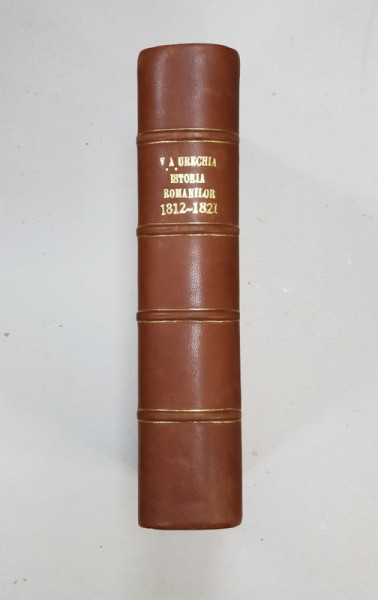 V. A. URECHIA
ISTORIA
ROMANILOR
1812-1821